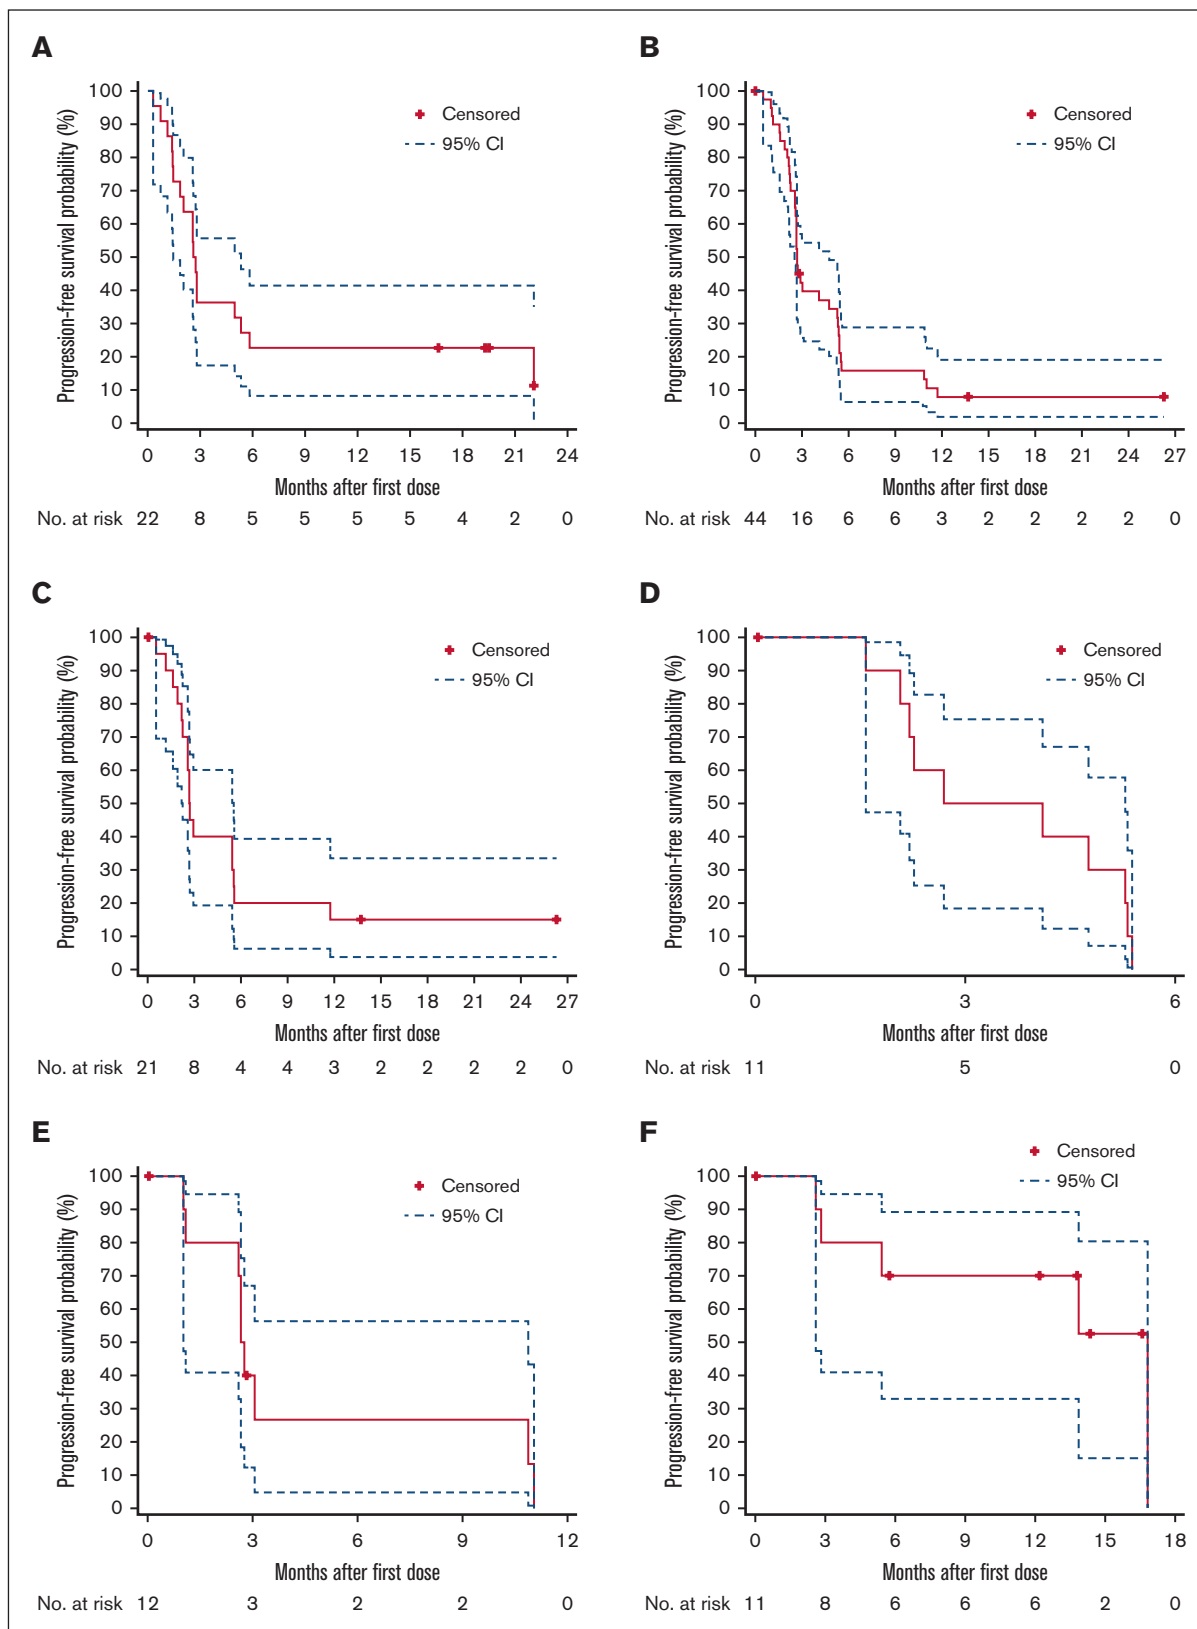 A
Progression-free survival probability (%)
100
90
80
70
60
50
40
30
20
10
0
Censored
95% CI
0 3 6 9 12 15 18 21 24
Months after first dose
No. at risk 22 8 5 5 5 5 4 2 0
B
Progression-free survival probability (%)
100
90
80
70
60
50
40
30
20
10
0
Censored
95% CI
0 3 6 9 12 15 18 21 24 27
Months after first dose
No. at risk 44 16 6 6 3 2 2 2 2 0
C
Progression-free survival probability (%)
100
90
80
70
60
50
40
30
20
10
0
Censored
95% CI
0 3 6 9 12 15 18 21 24 27
Months after first dose
No. at risk 21 8 4 4 3 2 2 2 2 0
D
Progression-free survival probability (%)
100
90
80
70
60
50
40
30
20
10
0
Censored
95% CI
0 3 6
Months after first dose
No. at risk 11 5 0
E
Progression-free survival probability (%)
100
90
80
70
60
50
40
30
20
10
0
Censored
95% CI
0 3 6 9 12
Months after first dose
No. at risk 12 3 2 2 0
F
Progression-free survival probability (%)
100
90
80
70
60
50
40
30
20
10
0
Censored
95% CI
0 3 6 9 12 15 18
Months after first dose
No. at risk 11 8 6 6 6 2 0